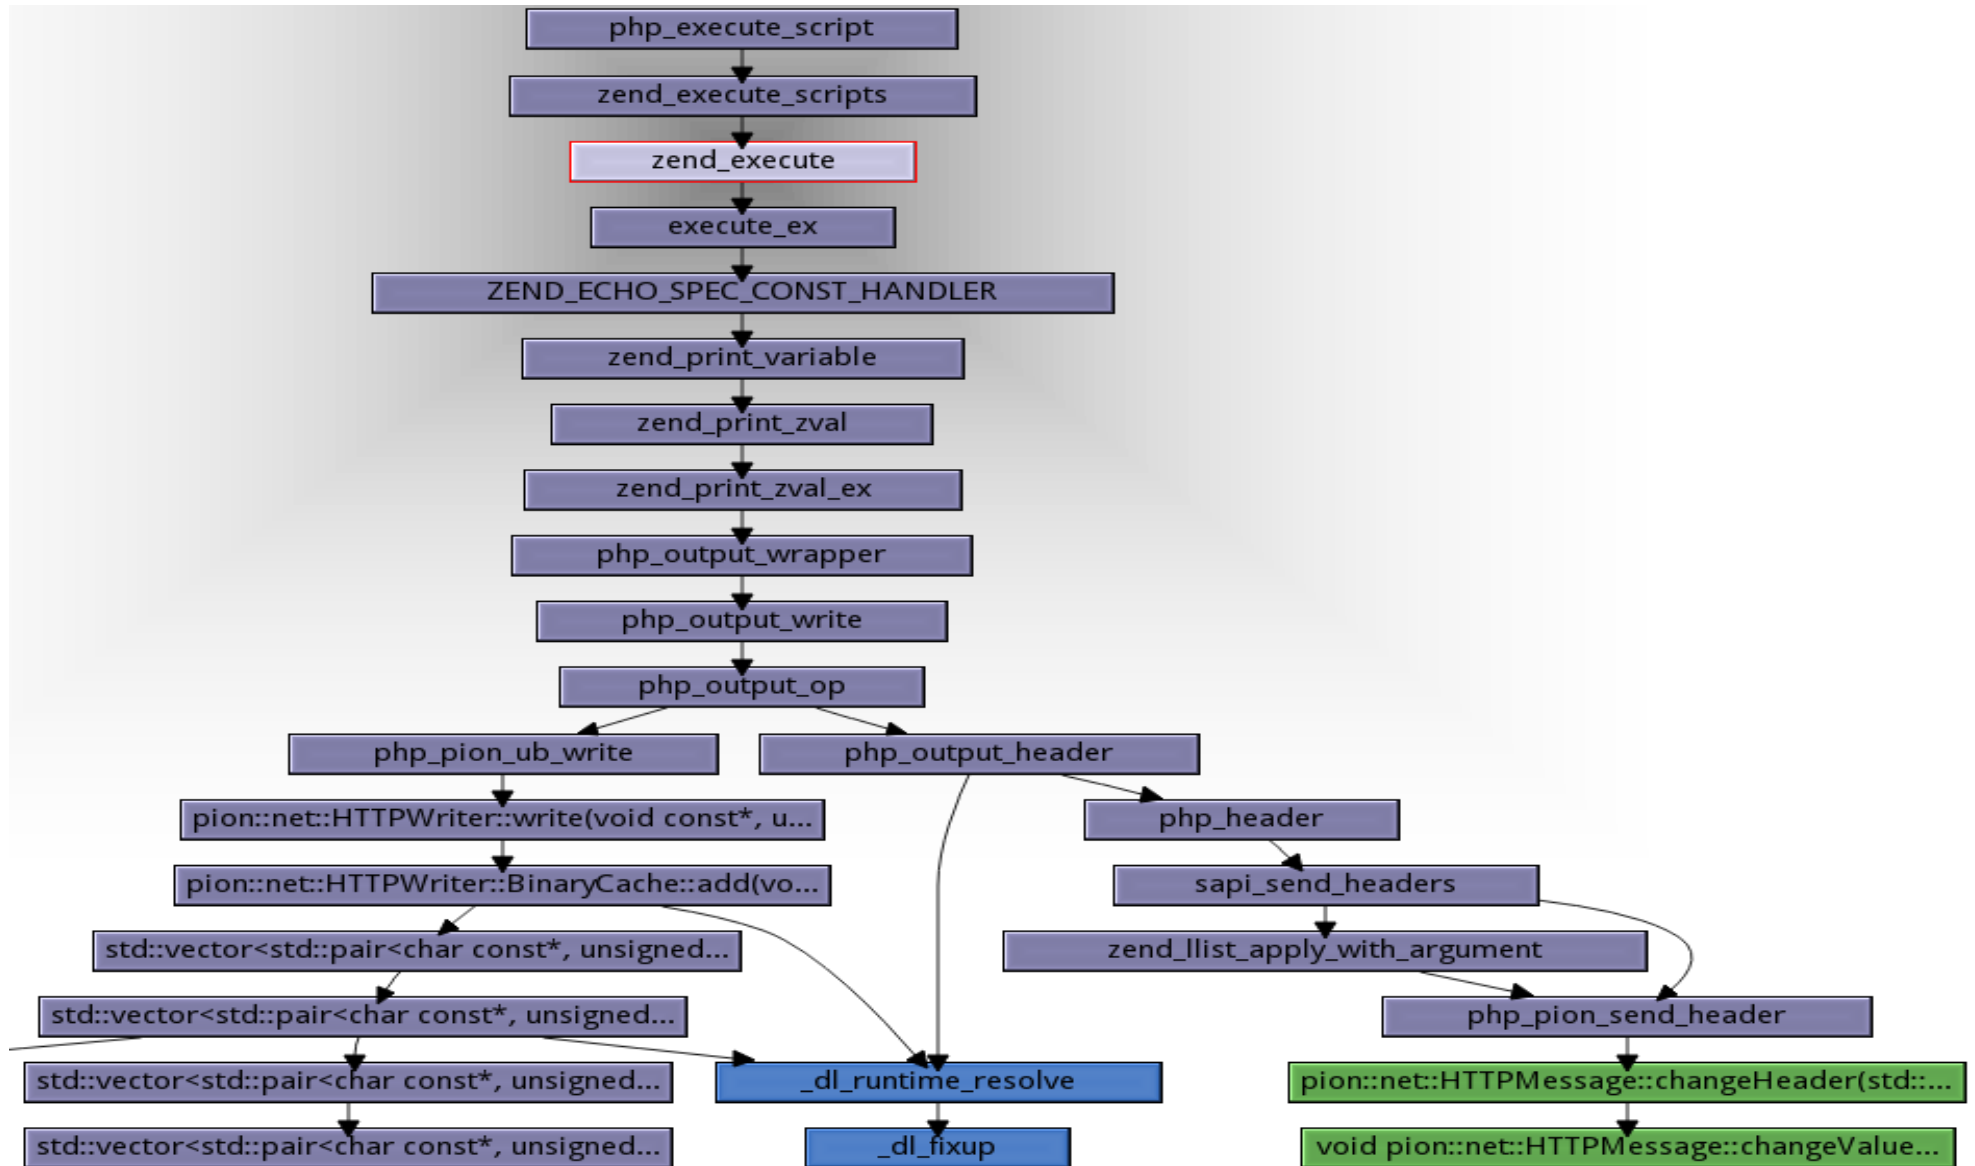 php_execute_script
zend_execute_scripts
zend_execute
execute_ex
ZEND_ECHO_SPEC_CONST_HANDLER
zend_print_variable
zend_print_zval
zend_print_zval_ex
php_output_wrapper
php_output_write
php_output_op
php_pion_ub_write
php_output_header
pion::net::HTTPWriter::write(void const*, u...
php_header
pion::net::HTTPWriter::BinaryCache::add(vo...
sapi_send_headers
std::vector<std::pair<char const*, unsigned...
zend_llist_apply_with_argument
std::vector<std::pair<char const*, unsigned...
php_pion_send_header
std::vector<std::pair<char const*, unsigned...
_dl_runtime_resolve
pion::net::HTTPMessage::changeHeader(std::...
std::vector<std::pair<char const*, unsigned...
_dl_fixup
void pion::net::HTTPMessage::changeValue...